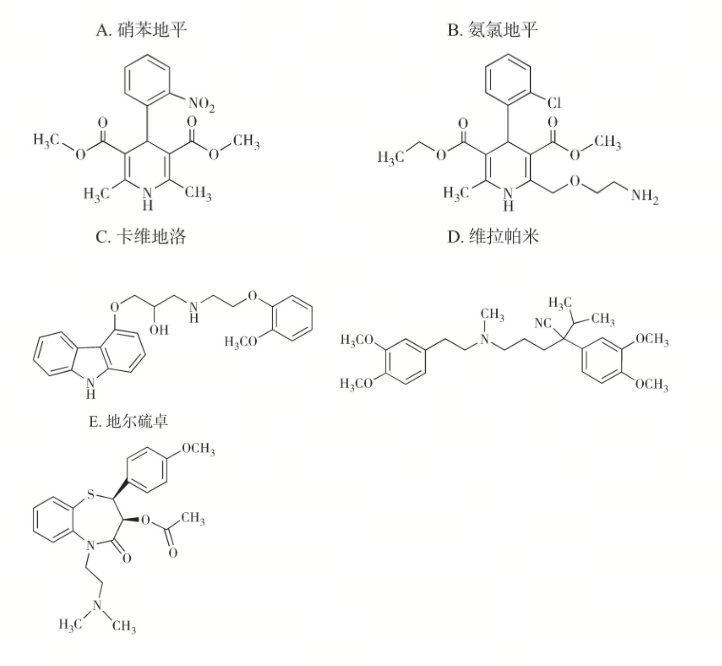 A. 硝苯地平
B. 氨氯地平
NO2
H3C
O
O
O
O
CH3
H3C
N
H
CH3
Cl
H3C
O
O
O
O
CH3
H3C
N
H
O
NH2
C. 卡维地洛
D. 维拉帕米
O
OH
N
H
O
H3CO
N
H
H3CO
H3CO
CH3
N
NC
H3C
CH3
OCH3
OCH3
E. 地尔硫卓
OCH3
S
O
CH3
O
N
O
N
H3C
CH3